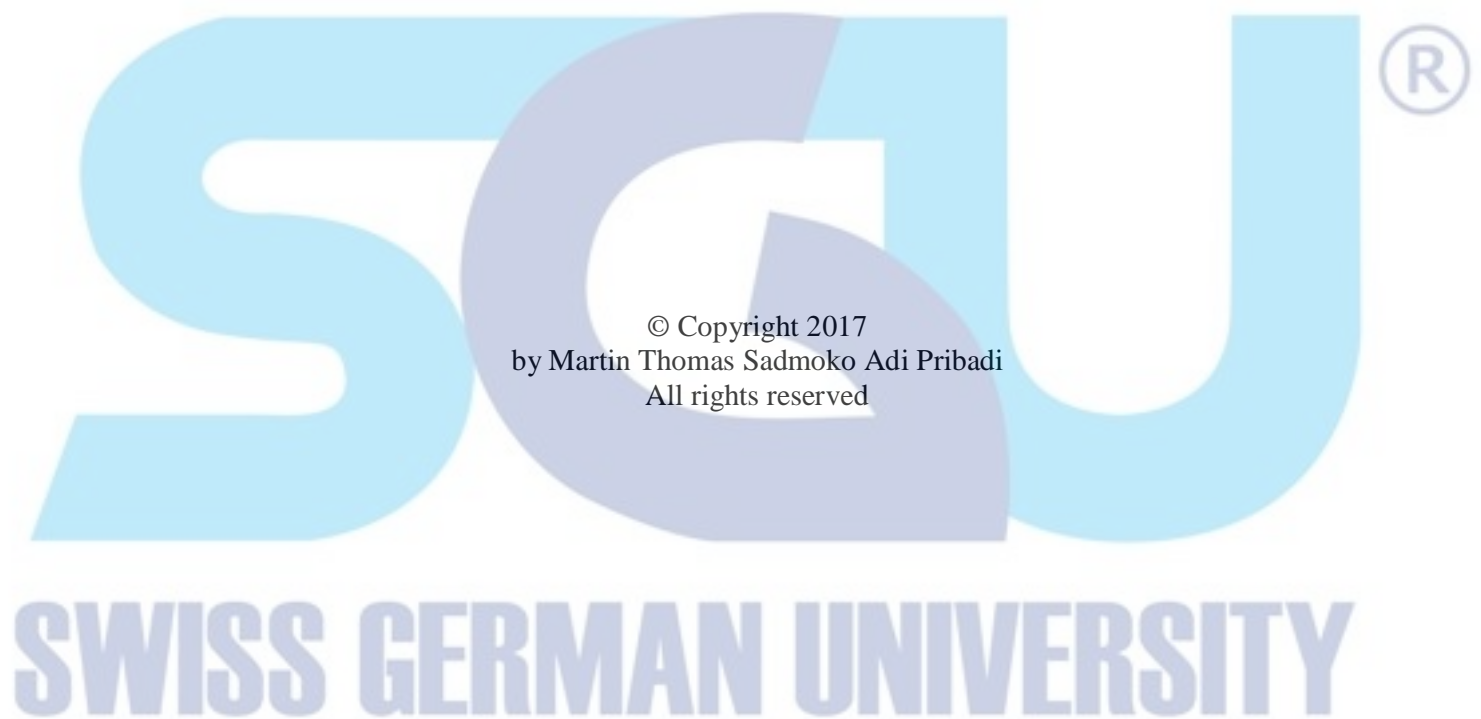 SGU ®
© Copyright 2017
by Martin Thomas Sadmoko Adi Pribadi
All rights reserved
SWISS GERMAN UNIVERSITY